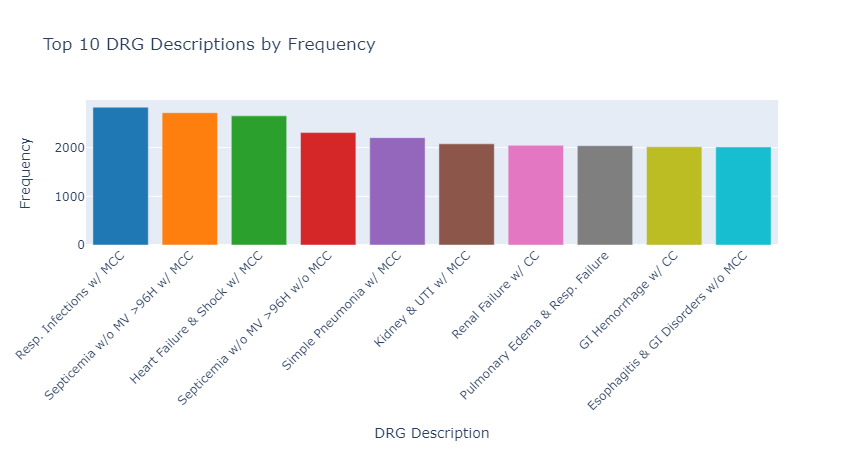 Top 10 DRG Descriptions by Frequency
Frequency
2000
1000
0
Resp. Infections w/ MCC
Septicemia w/o MV >96H w/ MCC
Heart Failure & Shock w/ MCC
Septicemia w/o MV >96H w/o MCC
Simple Pneumonia w/ MCC
Kidney & UTI w/ MCC
Renal Failure w/ CC
Pulmonary Edema & Resp. Failure
GI Hemorrhage w/ CC
Esophagitis & GI Disorders w/o MCC
DRG Description